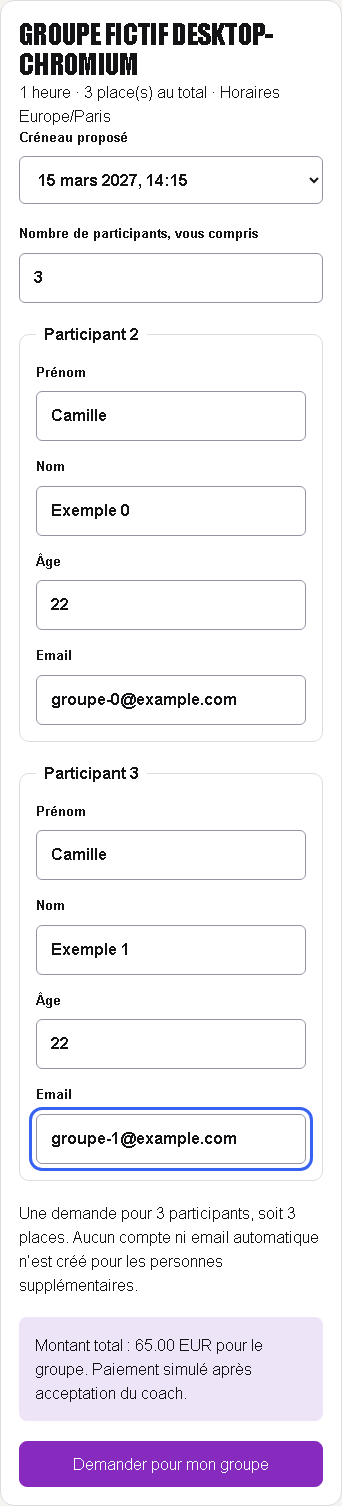 GROUPE FICTIF DESKTOP-
CHROMIUM
1 heure · 3 place(s) au total · Horaires
Europe/Paris
Créneau proposé
15 mars 2027, 14:15
Nombre de participants, vous compris
3
Participant 2
Prénom
Camille
Nom
Exemple 0
Âge
22
Email
groupe-0@example.com
Participant 3
Prénom
Camille
Nom
Exemple 1
Âge
22
Email
groupe-1@example.com
Une demande pour 3 participants, soit 3
places. Aucun compte ni email automatique
n'est créé pour les personnes
supplémentaires.
Montant total : 65.00 EUR pour le
groupe. Paiement simulé après
acceptation du coach.
Demander pour mon groupe